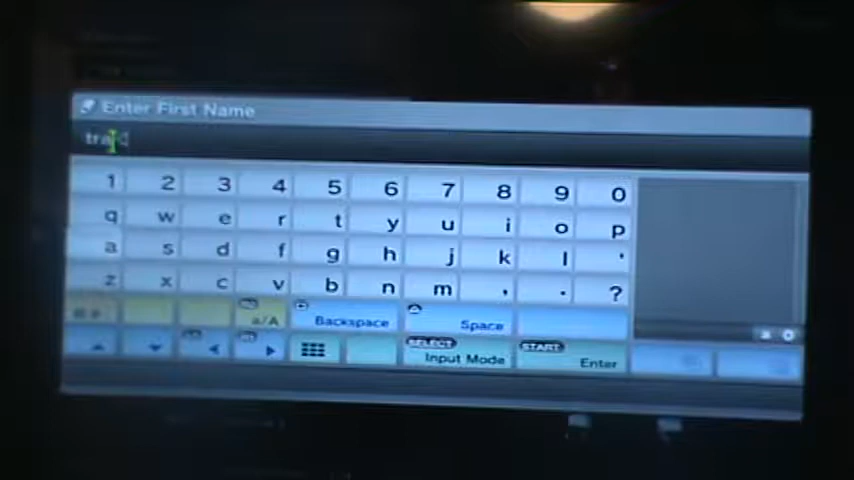 Enter First Name
tra
1 2 3 4 5 6 7 8 9 0
q w e r t y u i o p
a s d f g h j k l '
z x c v b n m , . ?
a/A Backspace Space
SELECT START
Input Mode Enter